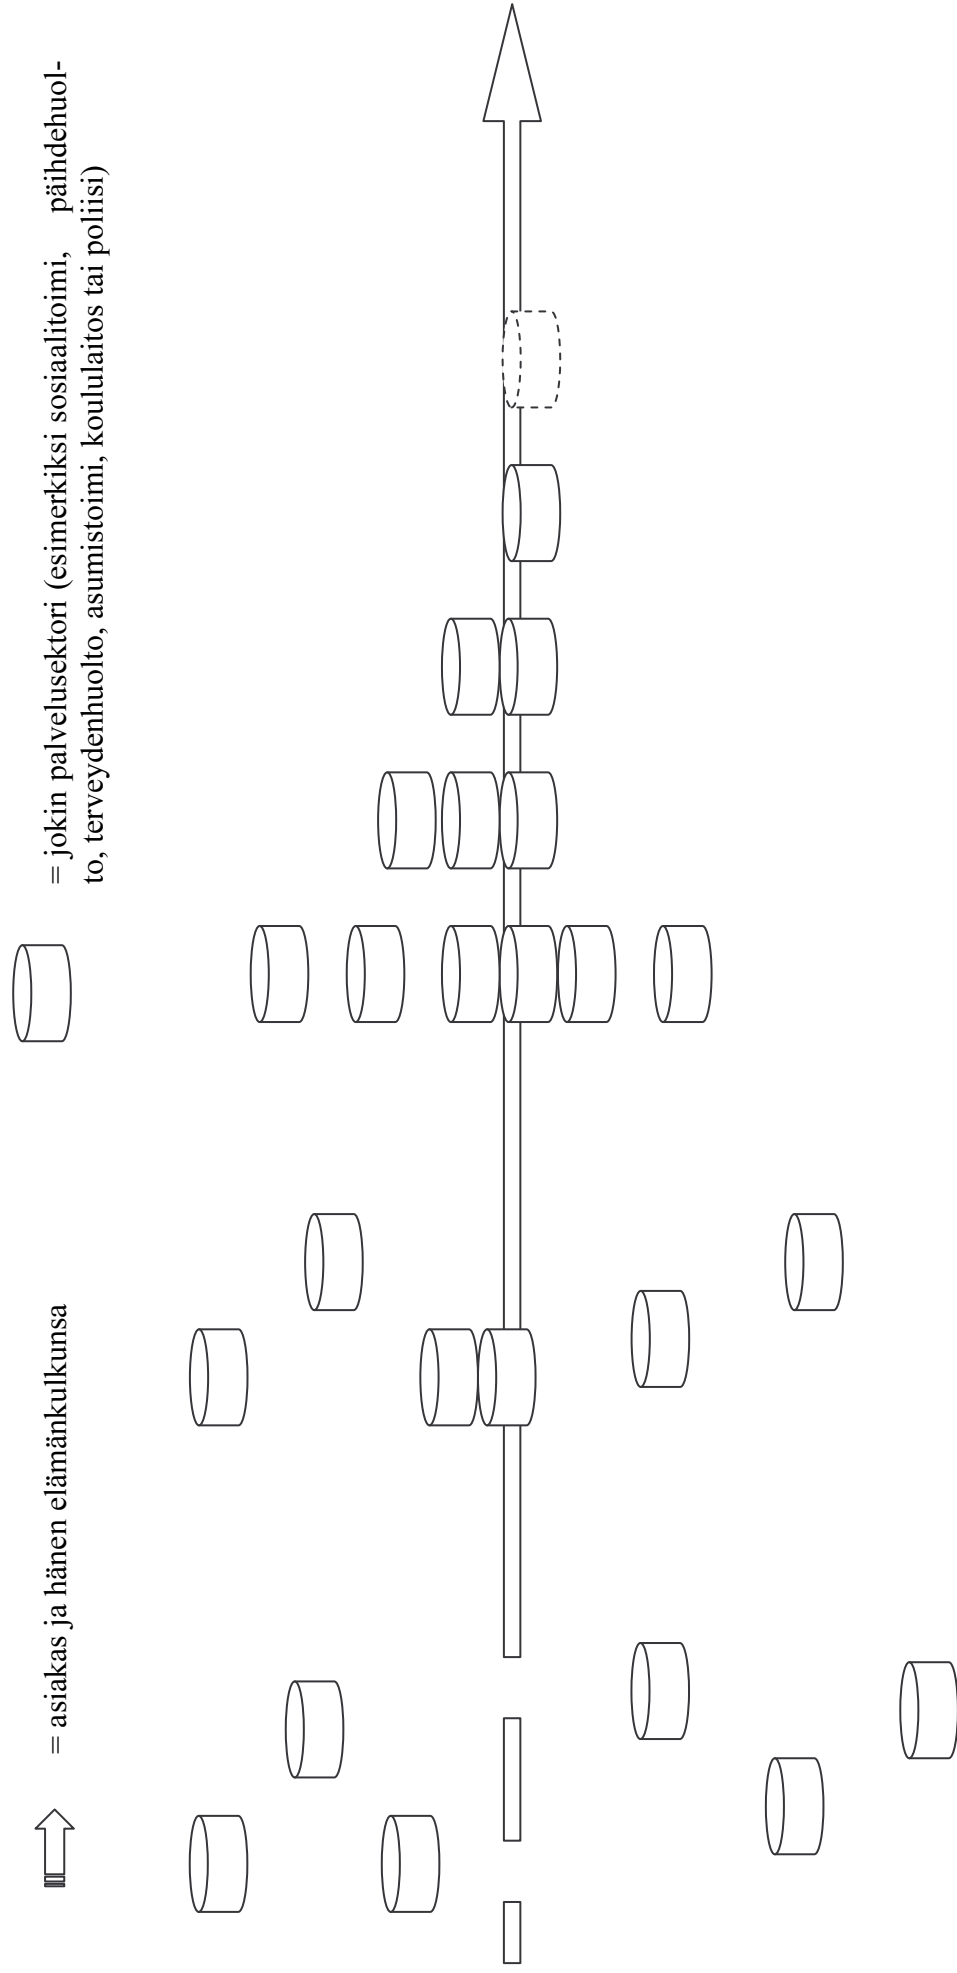 = asiakas ja hänen elämänkulkunsa
= jokin palvelusektori (esimerkiksi sosiaalitoimi, päihdehuol-
to, terveydenhuolto, asumistoimi, koululaitos tai poliisi)